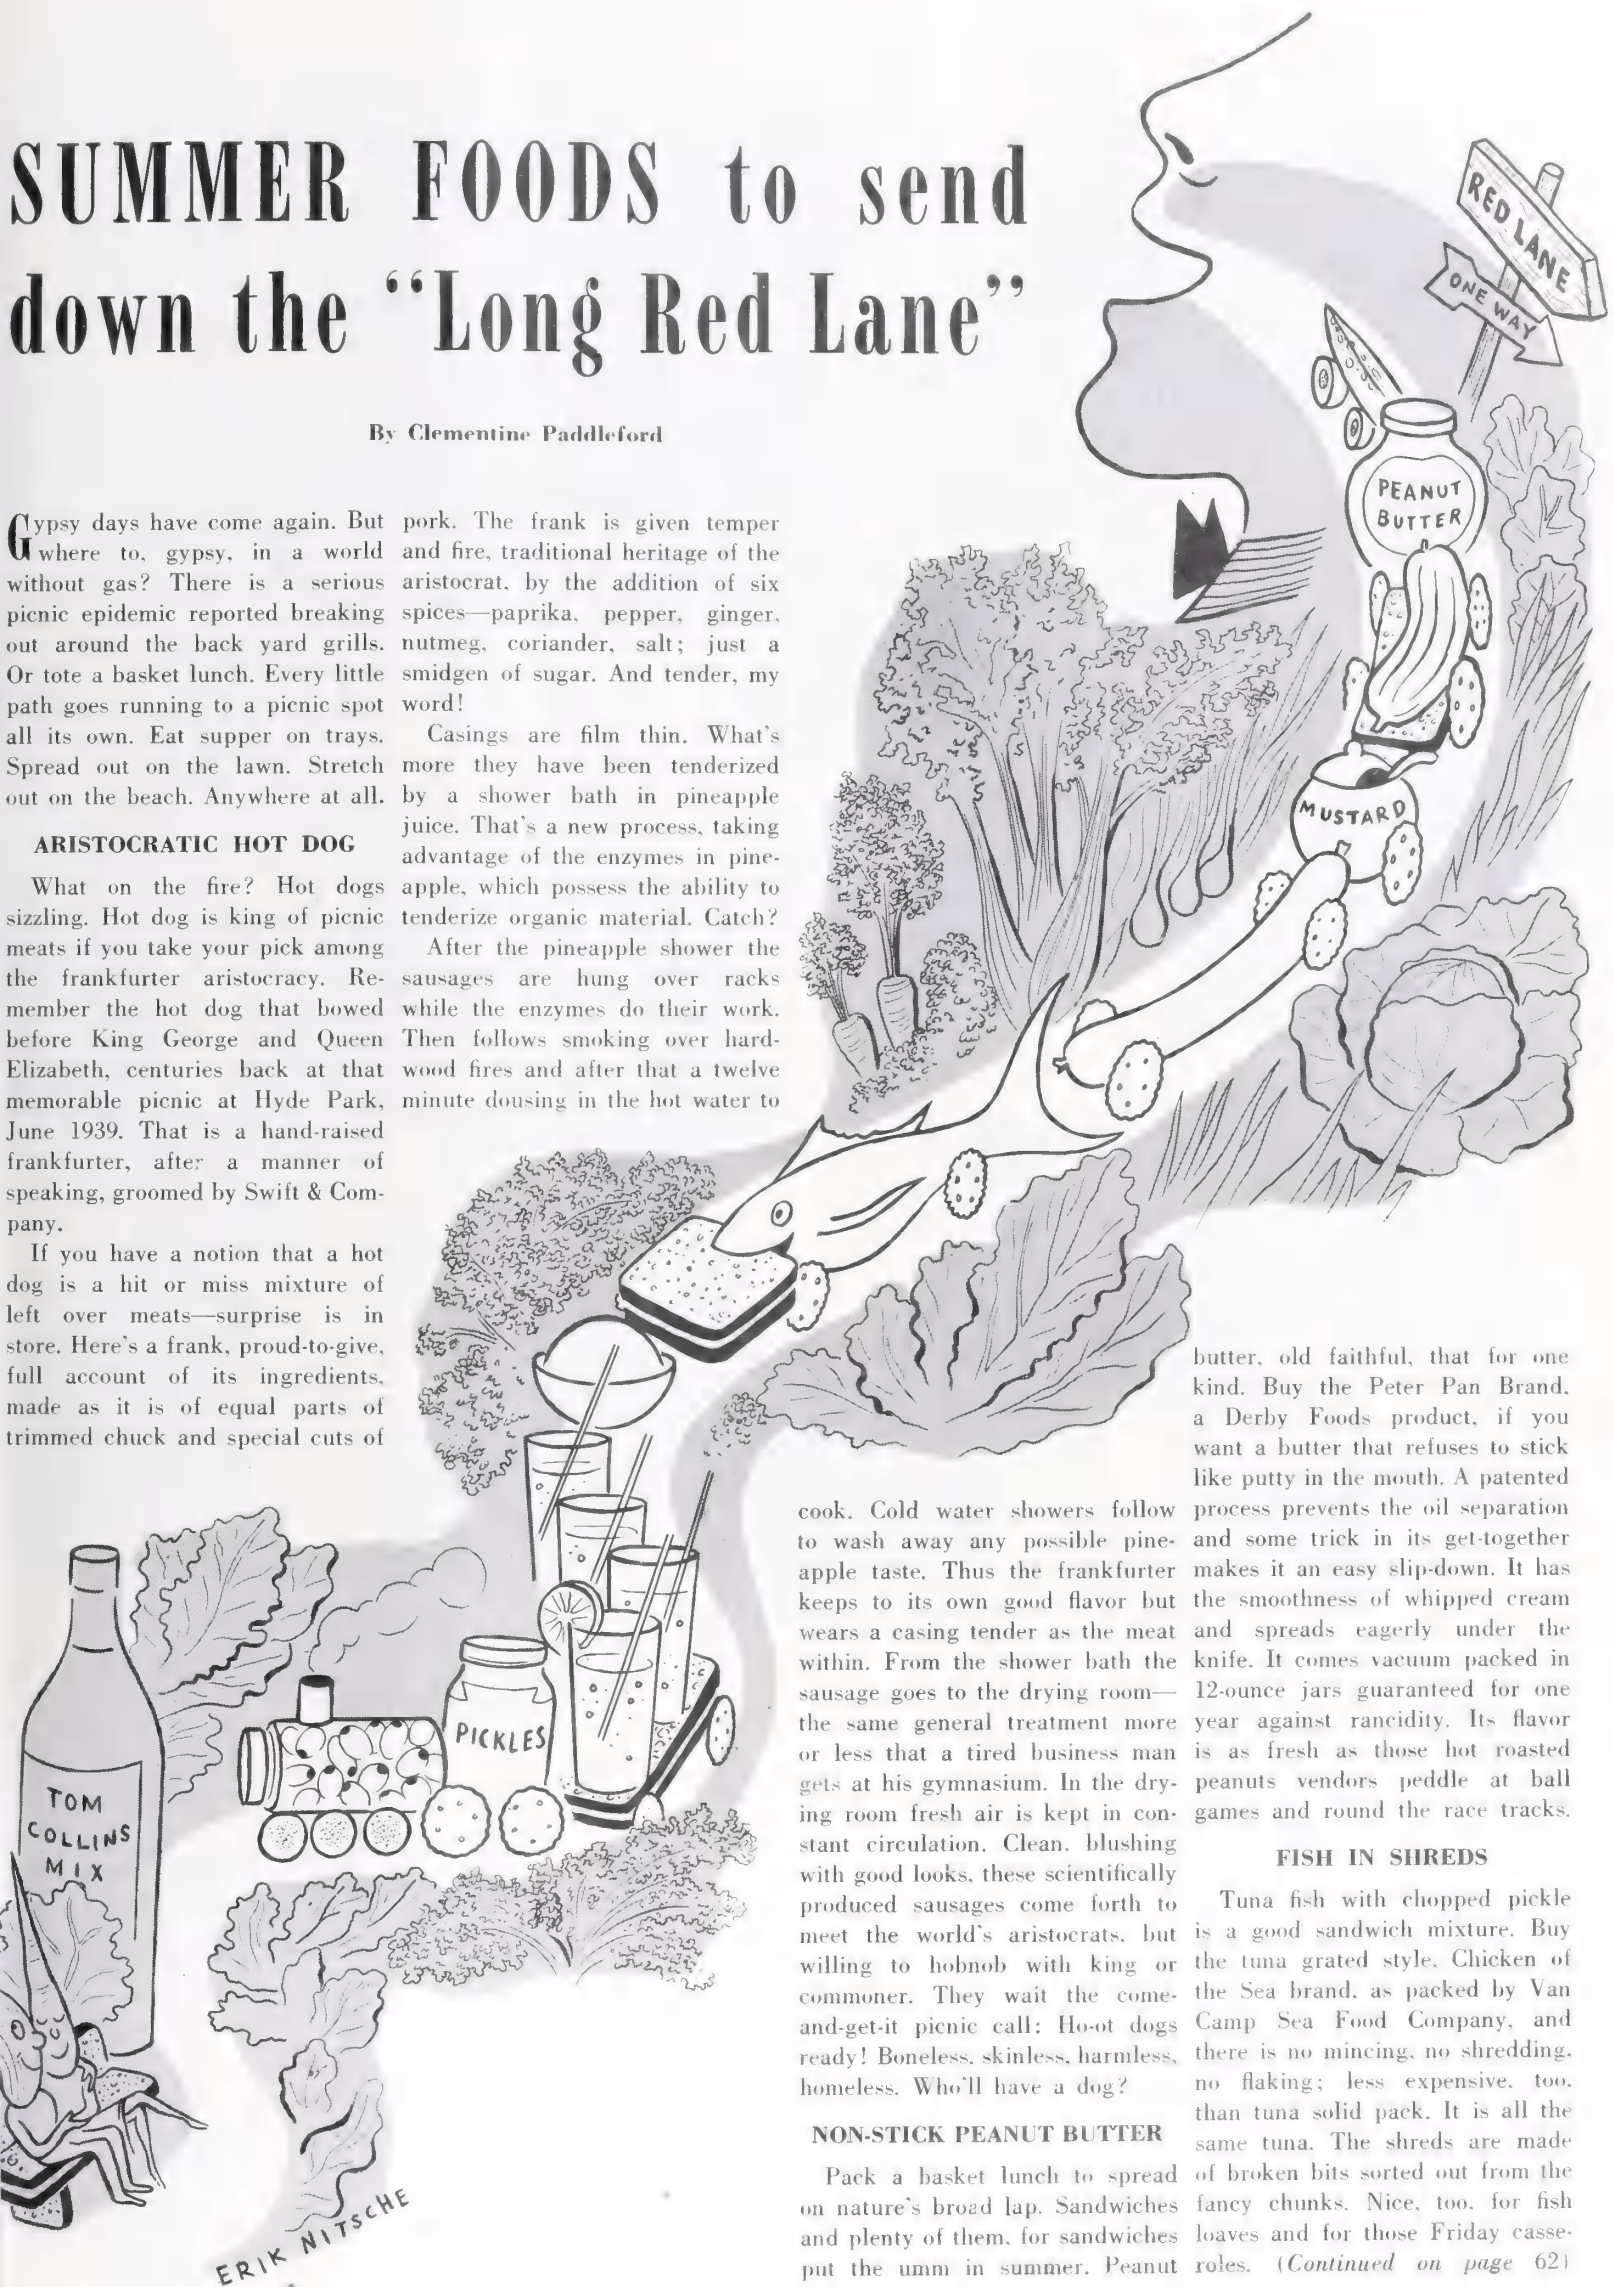 SUMMER FOODS to send
down the “Long Red Lane”
By Clementine Paddleford
Gypsy days have come again. But
where to, gypsy, in a world
without gas? There is a serious
picnic epidemic reported breaking
out around the back yard grills.
Or tote a basket lunch. Every little
path goes running to a picnic spot
all its own. Eat supper on trays.
Spread out on the lawn. Stretch
out on the beach. Anywhere at all.
ARISTOCRATIC HOT DOG
What on the fire? Hot dogs
sizzling. Hot dog is king of picnic
meats if you take your pick among
the frankfurter aristocracy. Re-
member the hot dog that bowed
before King George and Queen
Elizabeth, centuries back at that
memorable picnic at Hyde Park,
June 1939. That is a hand-raised
frankfurter, after a manner of
speaking, groomed by Swift & Com-
pany.
If you have a notion that a hot
dog is a hit or miss mixture of
left over meats—surprise is in
store. Here's a frank, proud-to-give,
full account of its ingredients,
made as it is of equal parts of
trimmed chuck and special cuts of
pork. The frank is given temper
and fire, traditional heritage of the
aristocrat, by the addition of six
spices—paprika, pepper, ginger,
nutmeg, coriander, salt; just a
smidgen of sugar. And tender, my
word!
Casings are film thin. What's
more they have been tenderized
by a shower bath in pineapple
juice. That's a new process, taking
advantage of the enzymes in pine-
apple, which possess the ability to
tenderize organic material. Catch?
After the pineapple shower the
sausages are hung over racks
while the enzymes do their work.
Then follows smoking over hard-
wood fires and after that a twelve
minute dousing in the hot water to
cook. Cold water showers follow
to wash away any possible pine-
apple taste. Thus the frankfurter
keeps to its own good flavor but
wears a casing tender as the meat
within. From the shower bath the
sausage goes to the drying room—
the same general treatment more
or less that a tired business man
gets at his gymnasium. In the dry-
ing room fresh air is kept in con-
stant circulation. Clean, blushing
with good looks, these scientifically
produced sausages come forth to
meet the world's aristocrats, but
willing to hobnob with king or
commoner. They wait the come-
and-get-it picnic call: Ho-ot dogs
ready! Boneless, skinless, harmless,
homeless. Who'll have a dog?
NON-STICK PEANUT BUTTER
Pack a basket lunch to spread
on nature's broad lap. Sandwiches
and plenty of them, for sandwiches
put the umm in summer. Peanut
butter, old faithful, that for one
kind. Buy the Peter Pan Brand,
a Derby Foods product, if you
want a butter that refuses to stick
like putty in the mouth. A patented
process prevents the oil separation
and some trick in its get-together
makes it an easy slip-down. It has
the smoothness of whipped cream
and spreads eagerly under the
knife. It comes vacuum packed in
12-ounce jars guaranteed for one
year against rancidity. Its flavor
is as fresh as those hot roasted
peanuts vendors peddle at ball
games and round the race tracks.
FISH IN SHREDS
Tuna fish with chopped pickle
is a good sandwich mixture. Buy
the tuna grated style, Chicken of
the Sea brand, as packed by Van
Camp Sea Food Company, and
there is no mincing, no shredding,
no flaking; less expensive, too,
than tuna solid pack. It is all the
same tuna. The shreds are made
of broken bits sorted out from the
fancy chunks. Nice, too, for fish
loaves and for those Friday casse-
roles. (Continued on page 62)
RED LANE
ONE WAY
PEANUT
BUTTER
MUSTARD
PICKLES
TOM
COLLINS
MIX
ERIK NITSCHE